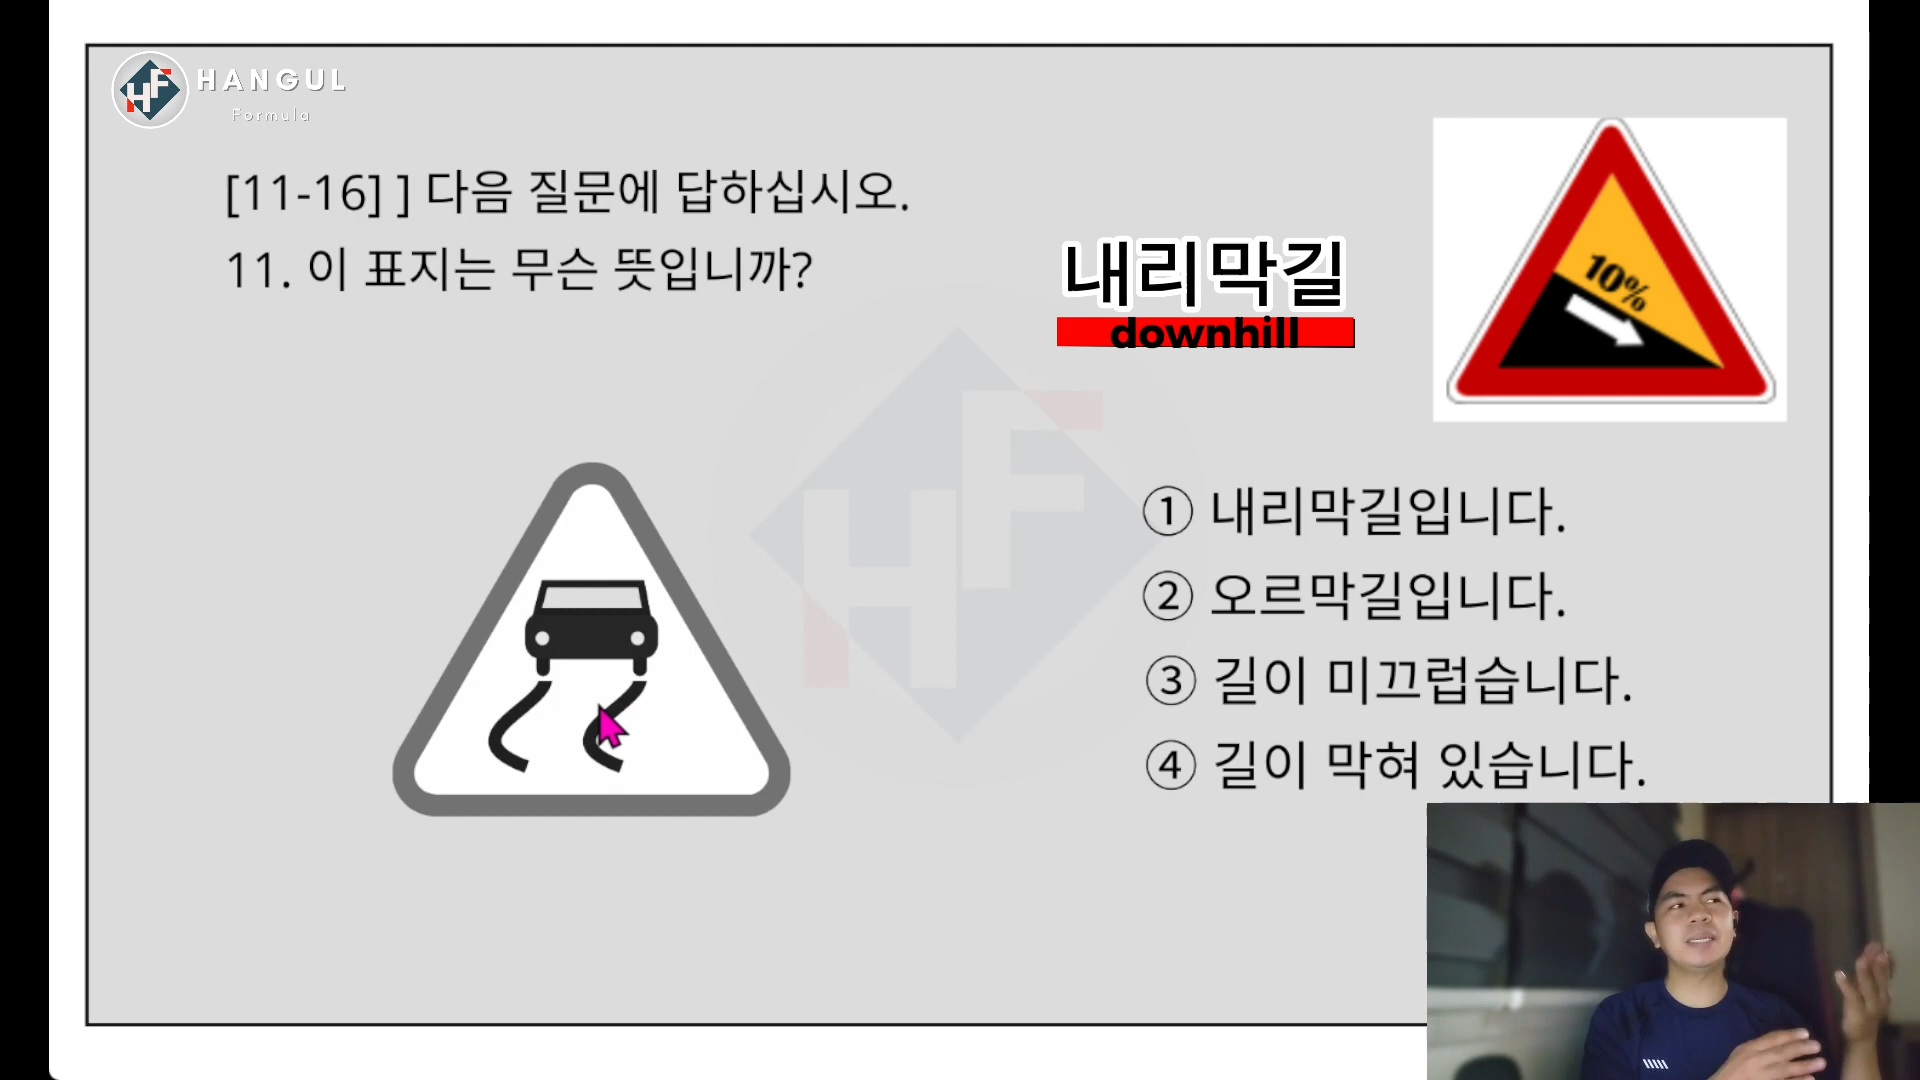 HANGUL
Formula
[11-16] ] 다음 질문에 답하십시오.
11. 이 표지는 무슨 뜻입니까?
내리막길
downhill
10%
HF
① 내리막길입니다.
② 오르막길입니다.
③ 길이 미끄럽습니다.
④ 길이 막혀 있습니다.